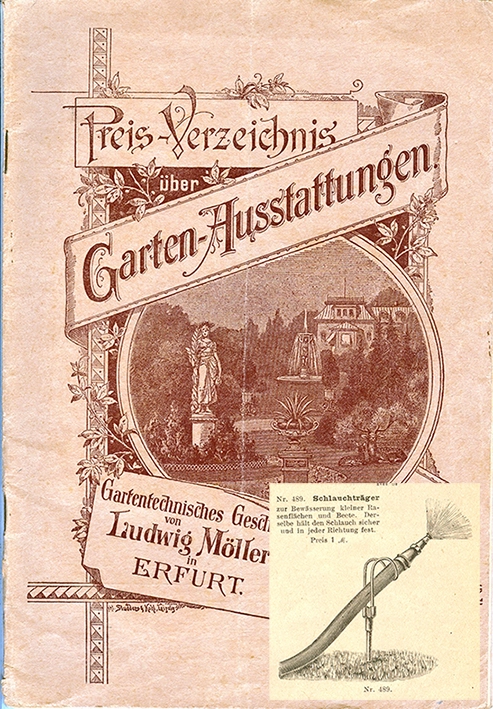 Preis-Verzeichnis
über
Garten-Ausstattungen.
Gartentechnisches Gesch
von
Ludwig Möller
in
ERFURT.
Nr. 489. Schlauchträger
zur Bewässerung kleiner Ra-
senflächen und Beete. Der-
selbe hält den Schlauch sicher
und in jeder Richtung fest.
Preis 1 ℳ.
Nr. 489.